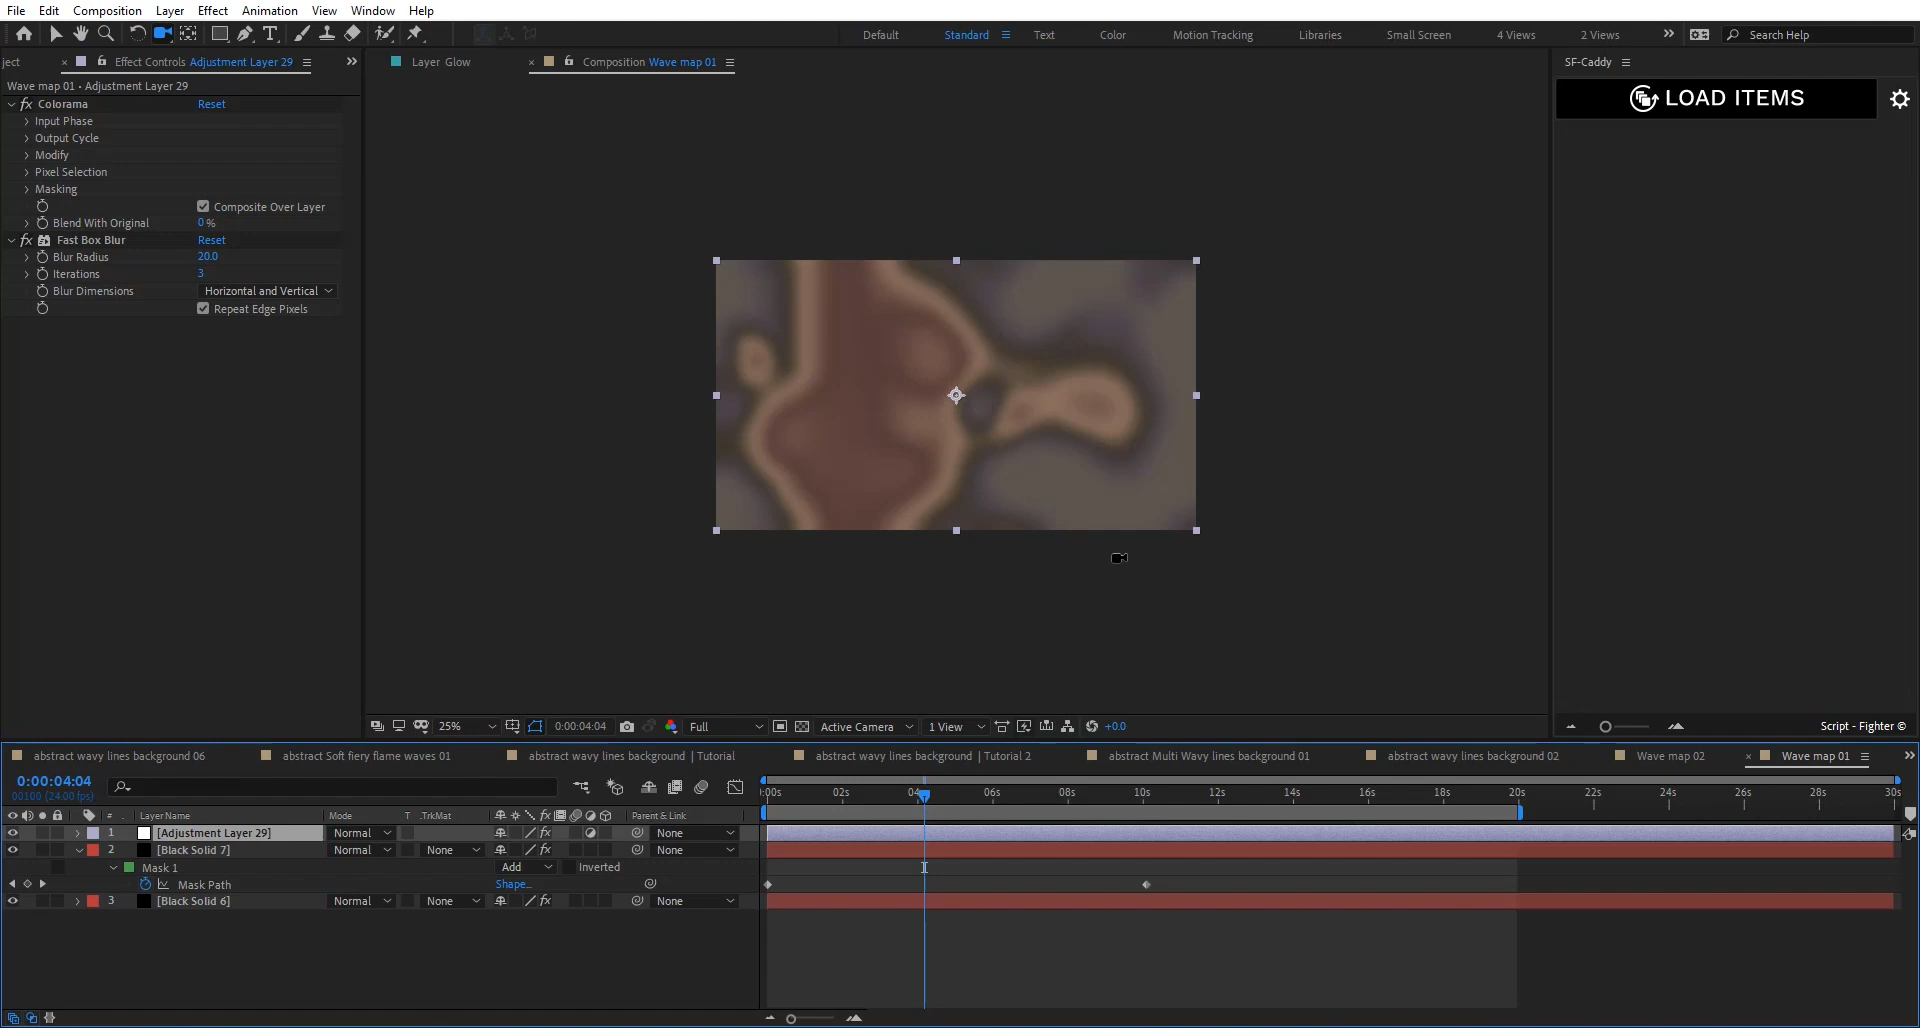 File Edit Composition Layer Effect Animation View Window Help
Default Standard Text Color Motion Tracking Libraries Small Screen 4 Views 2 Views Search Help
ject Effect Controls Adjustment Layer 29 Layer Glow Composition Wave map 01 SF-Caddy
Wave map 01 • Adjustment Layer 29
LOAD ITEMS
fx Colorama Reset
Input Phase
Output Cycle
Modify
Pixel Selection
Masking
Composite Over Layer
Blend With Original 0 %
fx Fast Box Blur Reset
Blur Radius 20.0
Iterations 3
Blur Dimensions Horizontal and Vertical
Repeat Edge Pixels
25% 0:00:04:04 Full Active Camera 1 View +0.0 Script - Fighter ©
abstract wavy lines background 06 abstract Soft fiery flame waves 01 abstract wavy lines background | Tutorial abstract wavy lines background | Tutorial 2 abstract Multi Wavy lines background 01 abstract wavy lines background 02 Wave map 02 Wave map 01
0:00:04:04
00100 (24.00 fps)
:00s 02s 04s 06s 08s 10s 12s 14s 16s 18s 20s 22s 24s 26s 28s 30s
# Layer Name Mode T .TrkMat fx Parent & Link
1 [Adjustment Layer 29] Normal fx None
2 [Black Solid 7] Normal None fx None
Mask 1 Add Inverted
Mask Path Shape...
3 [Black Solid 6] Normal None fx None